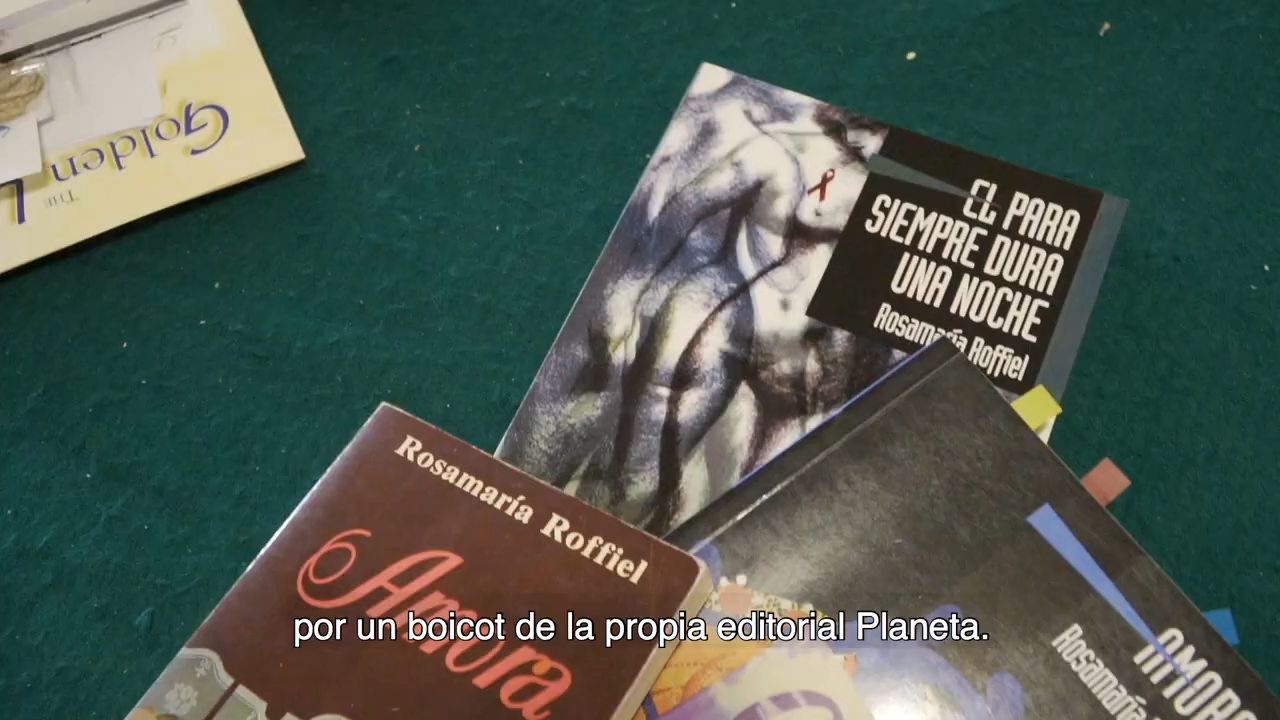 THE
Golden
L
EL PARA
SIEMPRE DURA
UNA NOCHE
Rosamaría Roffiel
Rosamaría Roffiel
Amora
AMORA
Rosamaría
por un boicot de la propia editorial Planeta.